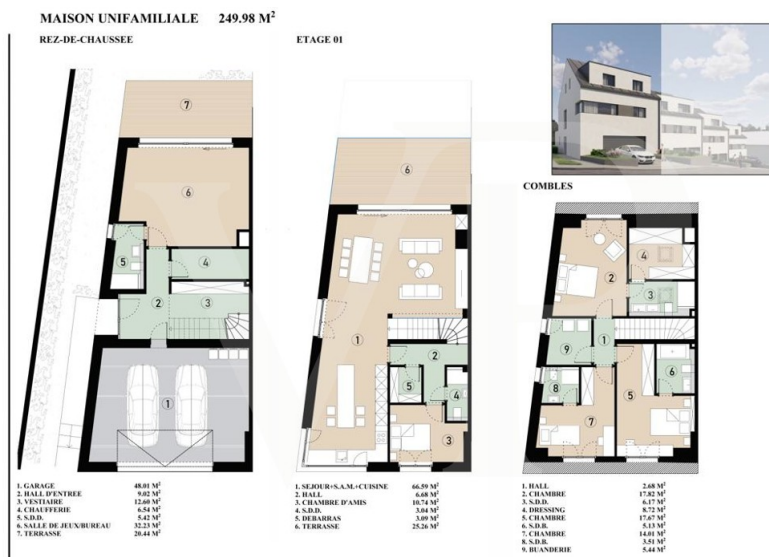 MAISON UNIFAMILIALE 249.98 M²
REZ-DE-CHAUSSEE
7
6
5
4
2
3
1
1. GARAGE 48.01 M²
2. HALL D'ENTREE 9.02 M²
3. VESTIAIRE 12.60 M²
4. CHAUFFERIE 6.54 M²
5. S.D.D. 5.42 M²
6. SALLE DE JEUX/BUREAU 32.23 M²
7. TERRASSE 20.44 M²
ETAGE 01
6
1
2
5
4
3
1. SEJOUR+S.A.M.+CUISINE 66.59 M²
2. HALL 6.68 M²
3. CHAMBRE D'AMIS 10.74 M²
4. S.D.D. 3.04 M²
5. DEBARRAS 3.09 M²
6. TERRASSE 25.26 M²
COMBLES
4
2
3
1
9
6
5
8
7
1. HALL 2.68 M²
2. CHAMBRE 17.82 M²
3. S.D.D. 6.17 M²
4. DRESSING 8.72 M²
5. CHAMBRE 17.67 M²
6. S.D.B. 5.13 M²
7. CHAMBRE 14.01 M²
8. S.D.B. 3.51 M²
9. BUANDERIE 5.44 M²